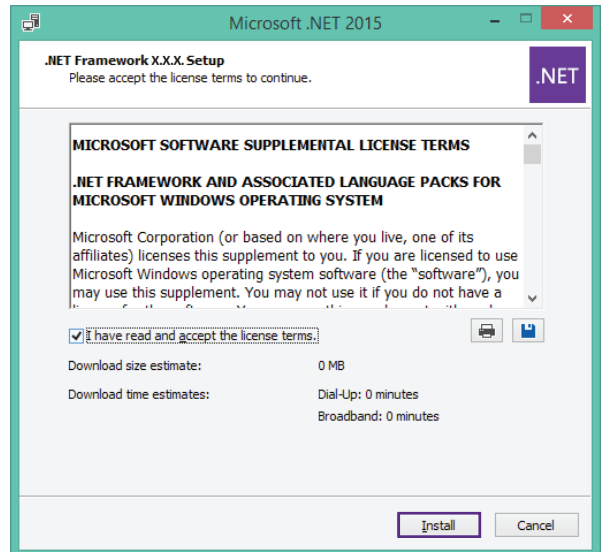 Microsoft .NET 2015
.NET Framework X.X.X. Setup
Please accept the license terms to continue.
.NET
MICROSOFT SOFTWARE SUPPLEMENTAL LICENSE TERMS
.NET FRAMEWORK AND ASSOCIATED LANGUAGE PACKS FOR
MICROSOFT WINDOWS OPERATING SYSTEM
Microsoft Corporation (or based on where you live, one of its
affiliates) licenses this supplement to you. If you are licensed to use
Microsoft Windows operating system software (the “software”), you
may use this supplement. You may not use it if you do not have a
I have read and accept the license terms.
Download size estimate: 0 MB
Download time estimates: Dial-Up: 0 minutes
Broadband: 0 minutes
Install Cancel